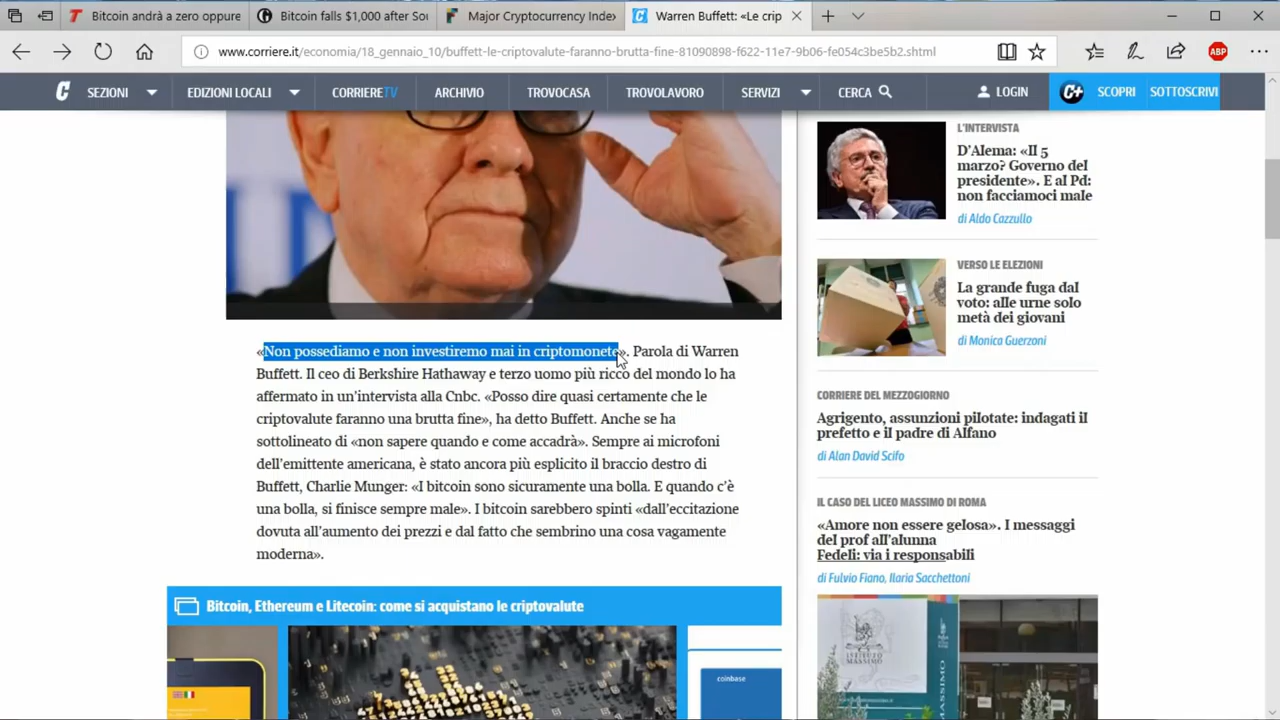 Bitcoin andrà a zero oppure
Bitcoin falls $1,000 after Sou
Major Cryptocurrency Index
Warren Buffett: «Le crip
www.corriere.it/economia/18_gennaio_10/buffett-le-criptovalute-faranno-brutta-fine-81090898-f622-11e7-9b06-fe054c3be5b2.shtml
ABP
C SEZIONI EDIZIONI LOCALI CORRIERETV ARCHIVIO TROVOCASA TROVOLAVORO SERVIZI CERCA LOGIN C+ SCOPRI SOTTOSCRIVI
«Non possediamo e non investiremo mai in criptomonete». Parola di Warren
Buffett. Il ceo di Berkshire Hathaway e terzo uomo più ricco del mondo lo ha
affermato in un'intervista alla Cnbc. «Posso dire quasi certamente che le
criptovalute faranno una brutta fine», ha detto Buffett. Anche se ha
sottolineato di «non sapere quando e come accadrà». Sempre ai microfoni
dell'emittente americana, è stato ancora più esplicito il braccio destro di
Buffett, Charlie Munger: «I bitcoin sono sicuramente una bolla. E quando c'è
una bolla, si finisce sempre male». I bitcoin sarebbero spinti «dall'eccitazione
dovuta all'aumento dei prezzi e dal fatto che sembrino una cosa vagamente
moderna».
Bitcoin, Ethereum e Litecoin: come si acquistano le criptovalute
coinbase
L'INTERVISTA
D'Alema: «Il 5
marzo? Governo del
presidente». E al Pd:
non facciamoci male
di Aldo Cazzullo
VERSO LE ELEZIONI
La grande fuga dal
voto: alle urne solo
metà dei giovani
di Monica Guerzoni
CORRIERE DEL MEZZOGIORNO
Agrigento, assunzioni pilotate: indagati il
prefetto e il padre di Alfano
di Alan David Scifo
IL CASO DEL LICEO MASSIMO DI ROMA
«Amore non essere gelosa». I messaggi
del prof all'alunna
Fedeli: via i responsabili
di Fulvio Fiano, Ilaria Sacchettoni
ISTITUTO
MASSIMO
MASSIMO